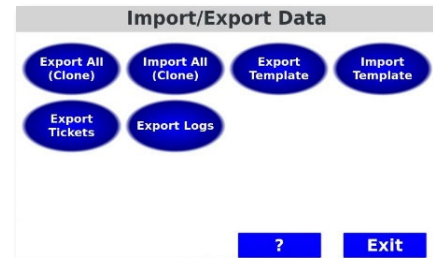 Import/Export Data
Export All
(Clone)
Import All
(Clone)
Export
Template
Import
Template
Export
Tickets
Export Logs
?
Exit